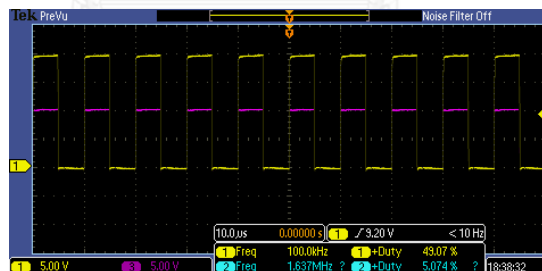 Tek PreVu Noise Filter Off
1
10.0μs 0.00000 s 1 9.20 V < 10 Hz
1 Freq 100.0kHz 1 +Duty 49.07 %
1 5.00 V 3 5.00 V 2 Freq 1.637MHz ? 2 +Duty 5.074 % ? 18:38:32